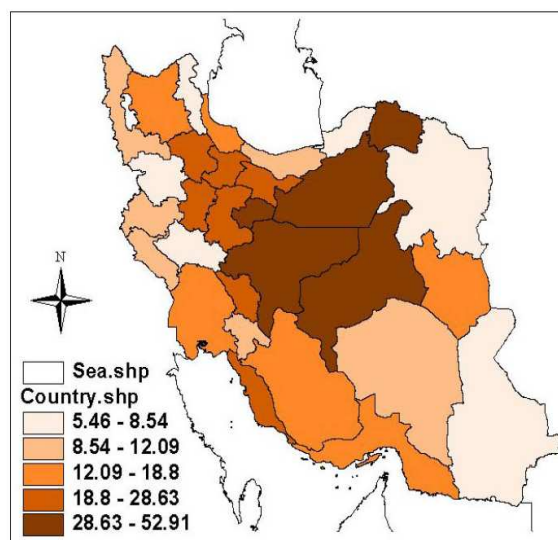 N
Sea.shp
Country.shp
5.46 - 8.54
8.54 - 12.09
12.09 - 18.8
18.8 - 28.63
28.63 - 52.91